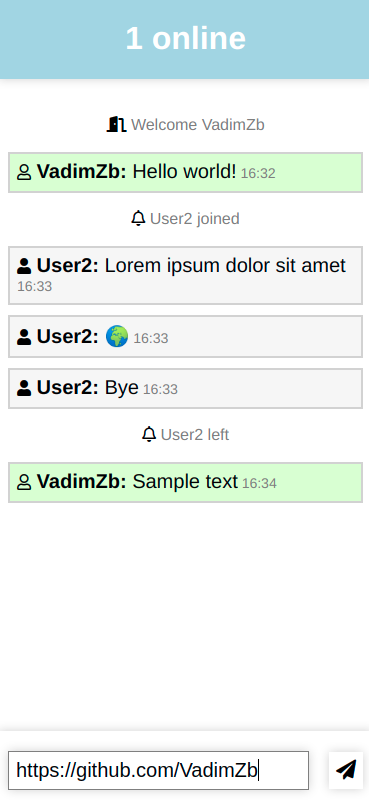 1 online
Welcome VadimZb
VadimZb: Hello world! 16:32
User2 joined
User2: Lorem ipsum dolor sit amet
16:33
User2: 🌍 16:33
User2: Bye 16:33
User2 left
VadimZb: Sample text 16:34
https://github.com/VadimZb